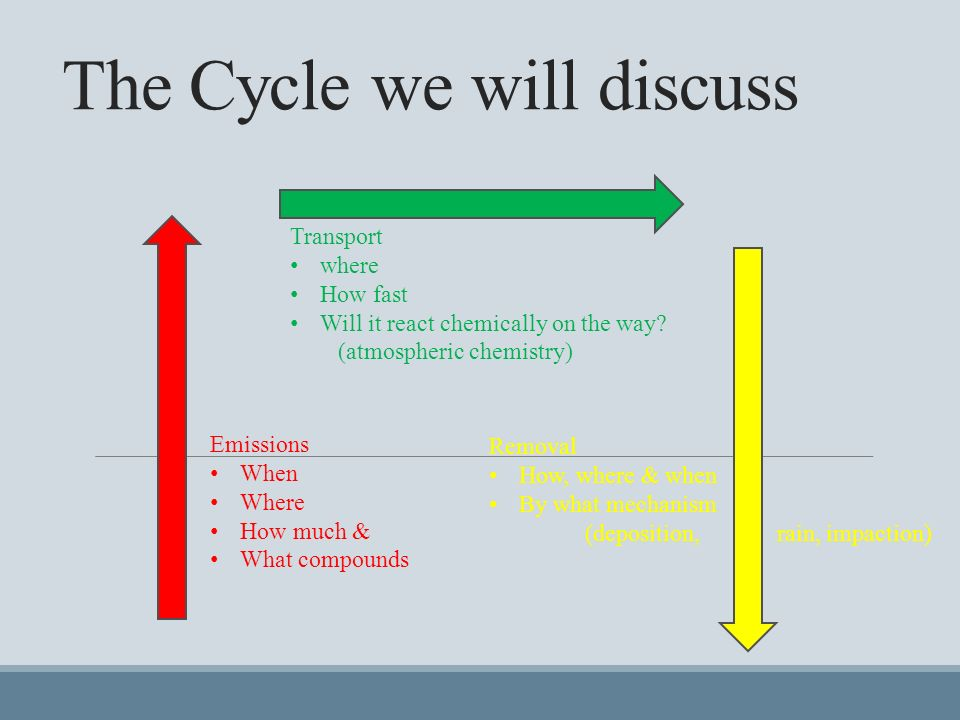 The Cycle we will discuss
Transport
• where
• How fast
• Will it react chemically on the way?
(atmospheric chemistry)
Emissions
• When
• Where
• How much &
• What compounds
Removal
• How, where & when
• By what mechanism
(deposition, rain, impaction)